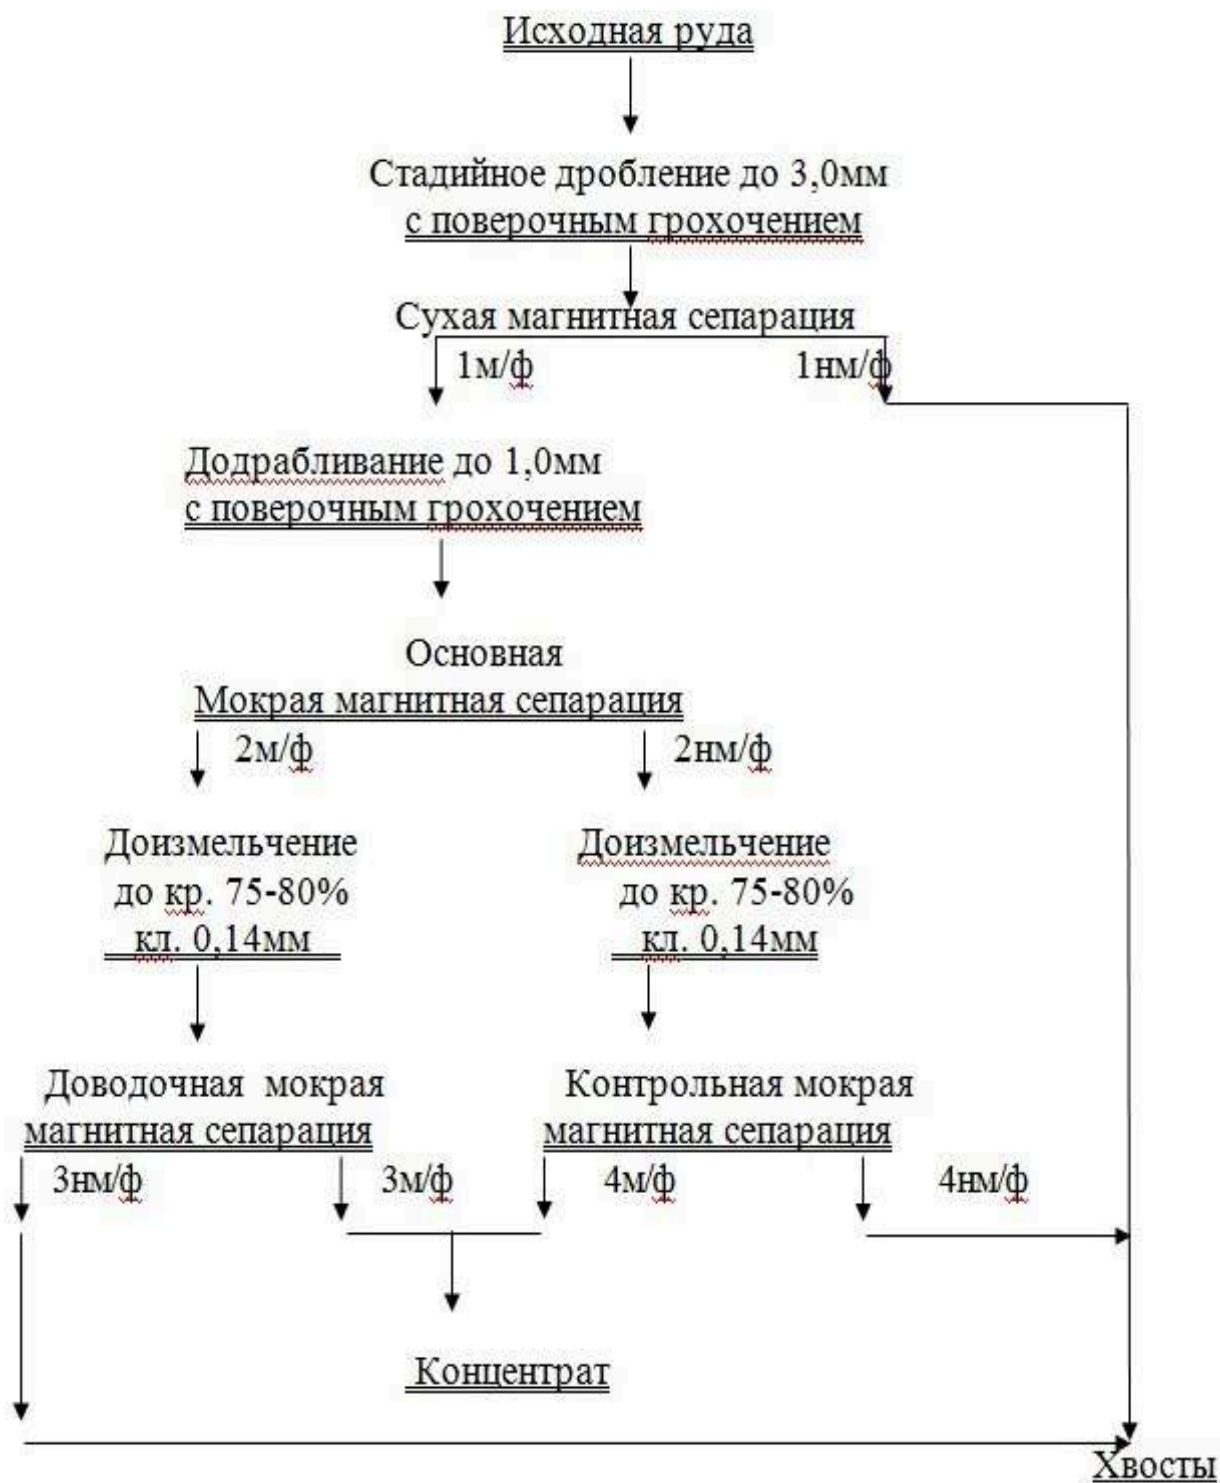 Исходная руда
Стадийное дробление до 3,0мм
с поверочным грохочением
Сухая магнитная сепарация
1м/ф
1нм/ф
Додрабливание до 1,0мм
с поверочным грохочением
Основная
Мокрая магнитная сепарация
2м/ф
2нм/ф
Доизмельчение
до кр. 75-80%
кл. 0,14мм
Доизмельчение
до кр. 75-80%
кл. 0,14мм
Доводочная мокрая
магнитная сепарация
Контрольная мокрая
магнитная сепарация
3нм/ф
3м/ф
4м/ф
4нм/ф
Концентрат
Хвосты